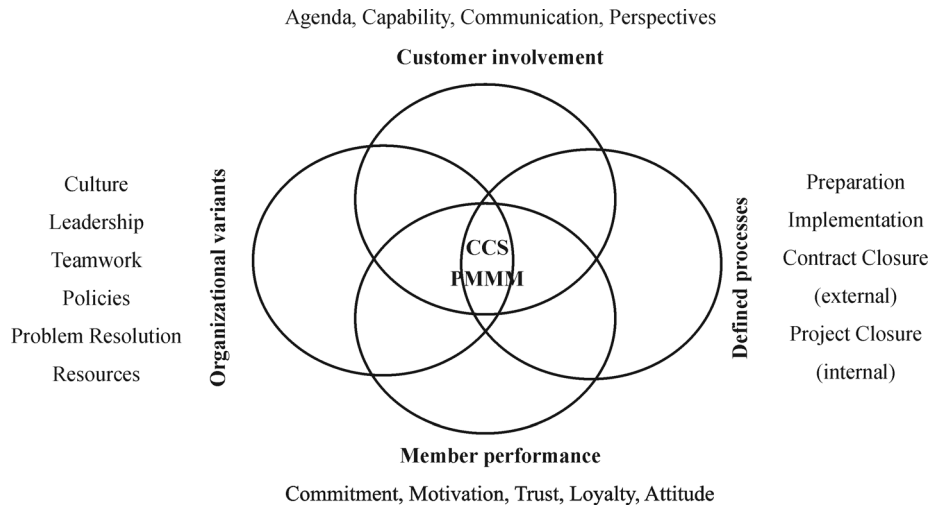 Agenda, Capability, Communication, Perspectives
Customer involvement
Organizational variants
Culture
Leadership
Teamwork
Policies
Problem Resolution
Resources
CCS
PMMM
Defined processes
Preparation
Implementation
Contract Closure
(external)
Project Closure
(internal)
Member performance
Commitment, Motivation, Trust, Loyalty, Attitude